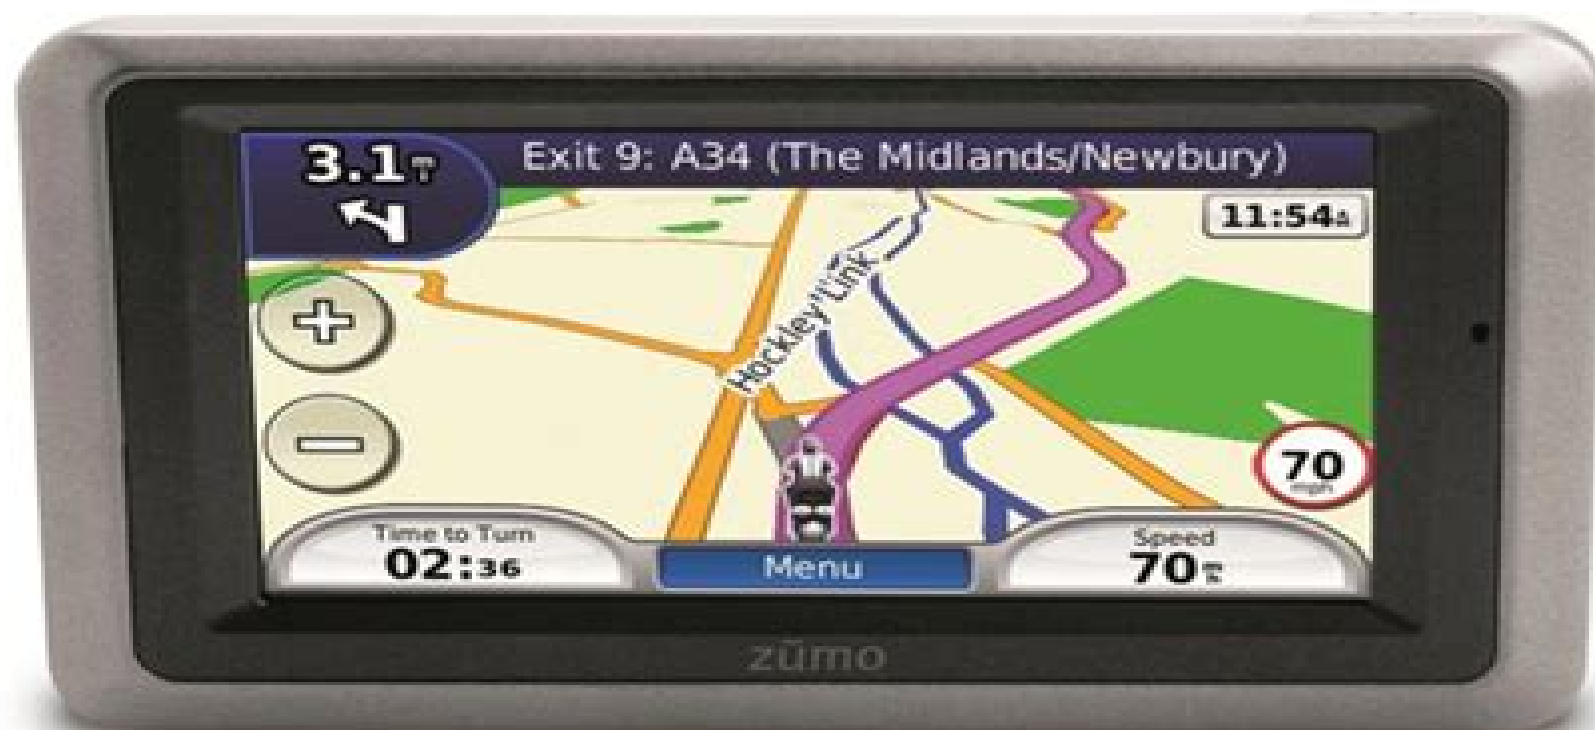 3.1
Exit 9: A34 (The Midlands/Newbury)
11:54
Hockley Link
70
mph
Time to Turn
02:36
Menu
Speed
70
zūmo